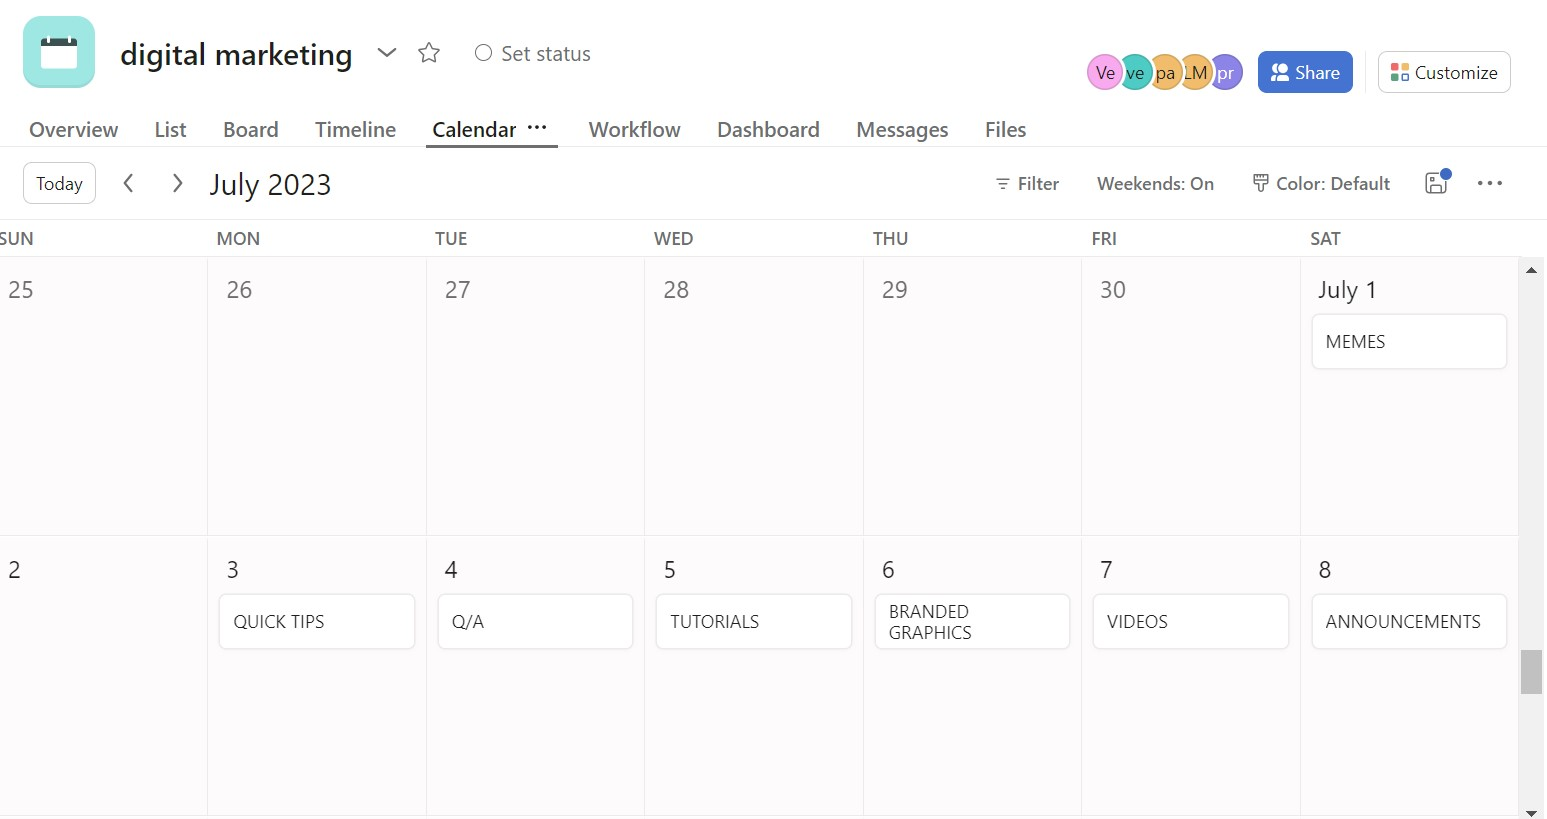 digital marketing
Set status
Ve ve pa LM pr
Share
Customize
Overview List Board Timeline Calendar ... Workflow Dashboard Messages Files
Today < > July 2023
Filter Weekends: On Color: Default ...
SUN MON TUE WED THU FRI SAT
25 26 27 28 29 30 July 1
MEMES
2 3 4 5 6 7 8
QUICK TIPS
Q/A
TUTORIALS
BRANDED
GRAPHICS
VIDEOS
ANNOUNCEMENTS